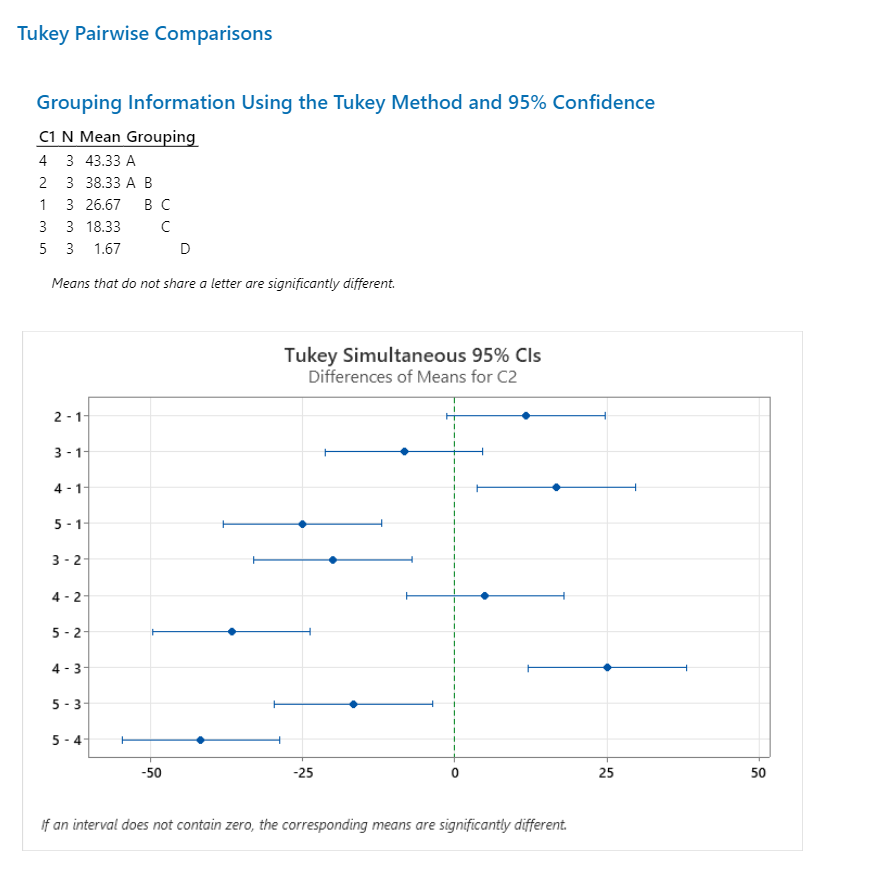 Tukey Pairwise Comparisons
Grouping Information Using the Tukey Method and 95% Confidence
C1 N Mean Grouping
4 3 43.33 A
2 3 38.33 A B
1 3 26.67 B C
3 3 18.33 C
5 3 1.67 D
Means that do not share a letter are significantly different.
Tukey Simultaneous 95% CIs
Differences of Means for C2
2 - 1
3 - 1
4 - 1
5 - 1
3 - 2
4 - 2
5 - 2
4 - 3
5 - 3
5 - 4
-50 -25 0 25 50
If an interval does not contain zero, the corresponding means are significantly different.